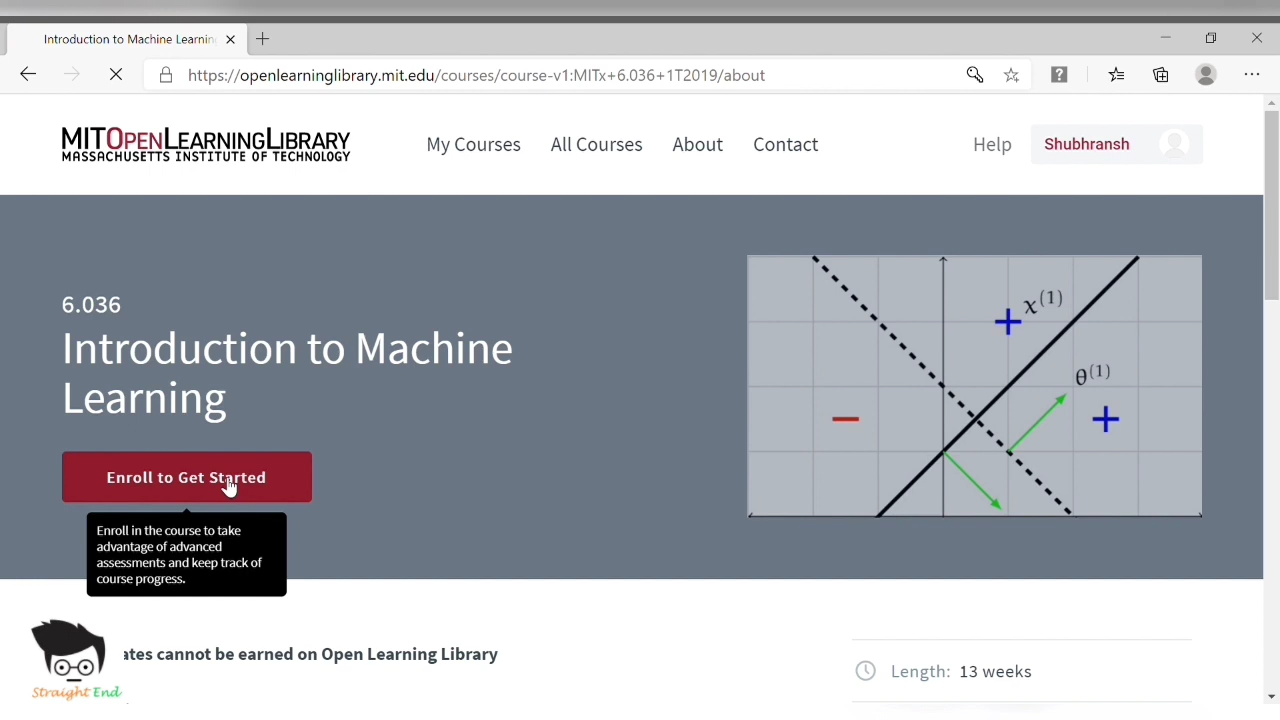 Introduction to Machine Learnin
https://openlearninglibrary.mit.edu/courses/course-v1:MITx+6.036+1T2019/about
MITOPENLEARNINGLIBRARY
MASSACHUSETTS INSTITUTE OF TECHNOLOGY
My Courses
All Courses
About
Contact
Help
Shubhransh
6.036
Introduction to Machine
Learning
Enroll to Get Started
Enroll in the course to take
advantage of advanced
assessments and keep track of
course progress.
x(1)
θ(1)
ates cannot be earned on Open Learning Library
Length: 13 weeks
Straight End